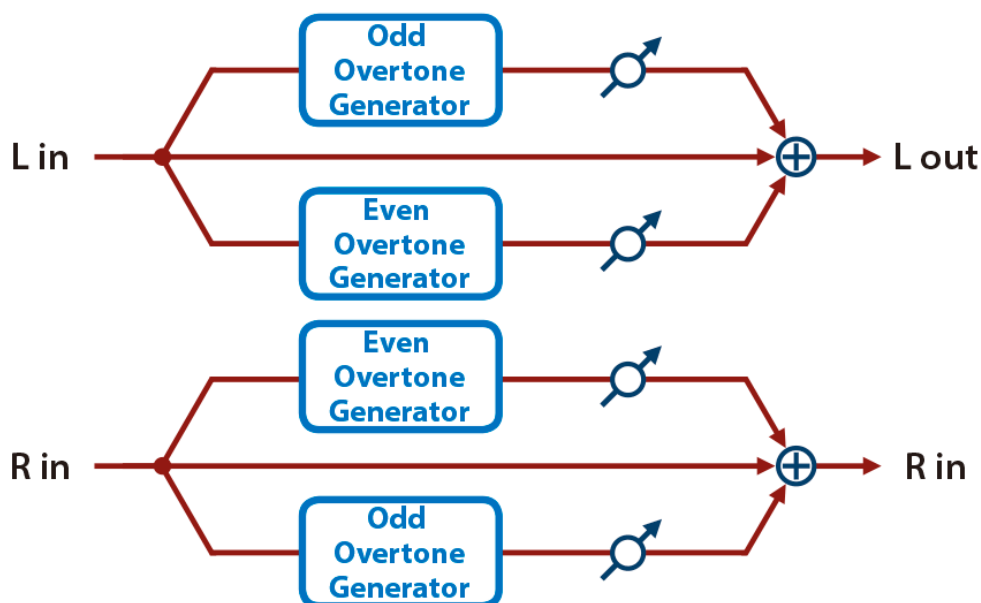 Odd
Overtone
Generator
L in
L out
Even
Overtone
Generator
Even
Overtone
Generator
R in
R in
Odd
Overtone
Generator